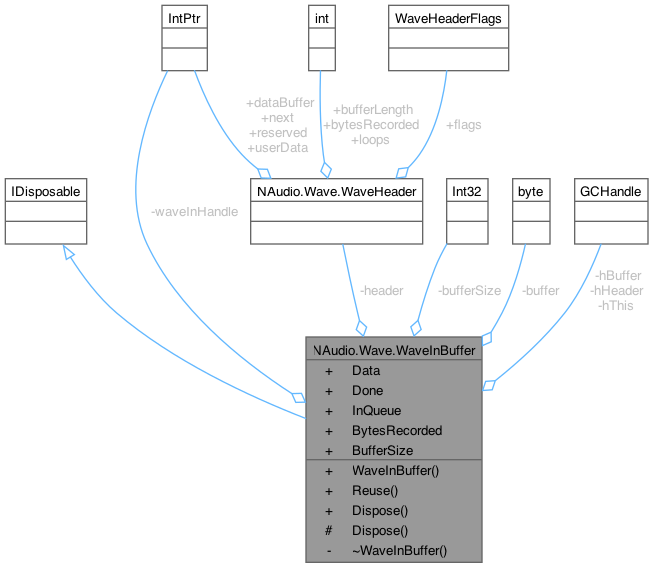 IntPtr
int
WaveHeaderFlags
+dataBuffer
+next
+reserved
+userData
+bufferLength
+bytesRecorded
+loops
+flags
IDisposable
NAudio.Wave.WaveHeader
Int32
byte
GCHandle
-waveInHandle
-header
-bufferSize
-buffer
-hBuffer
-hHeader
-hThis
NAudio.Wave.WaveInBuffer
+ Data
+ Done
+ InQueue
+ BytesRecorded
+ BufferSize
+ WaveInBuffer()
+ Reuse()
+ Dispose()
# Dispose()
- ~WaveInBuffer()